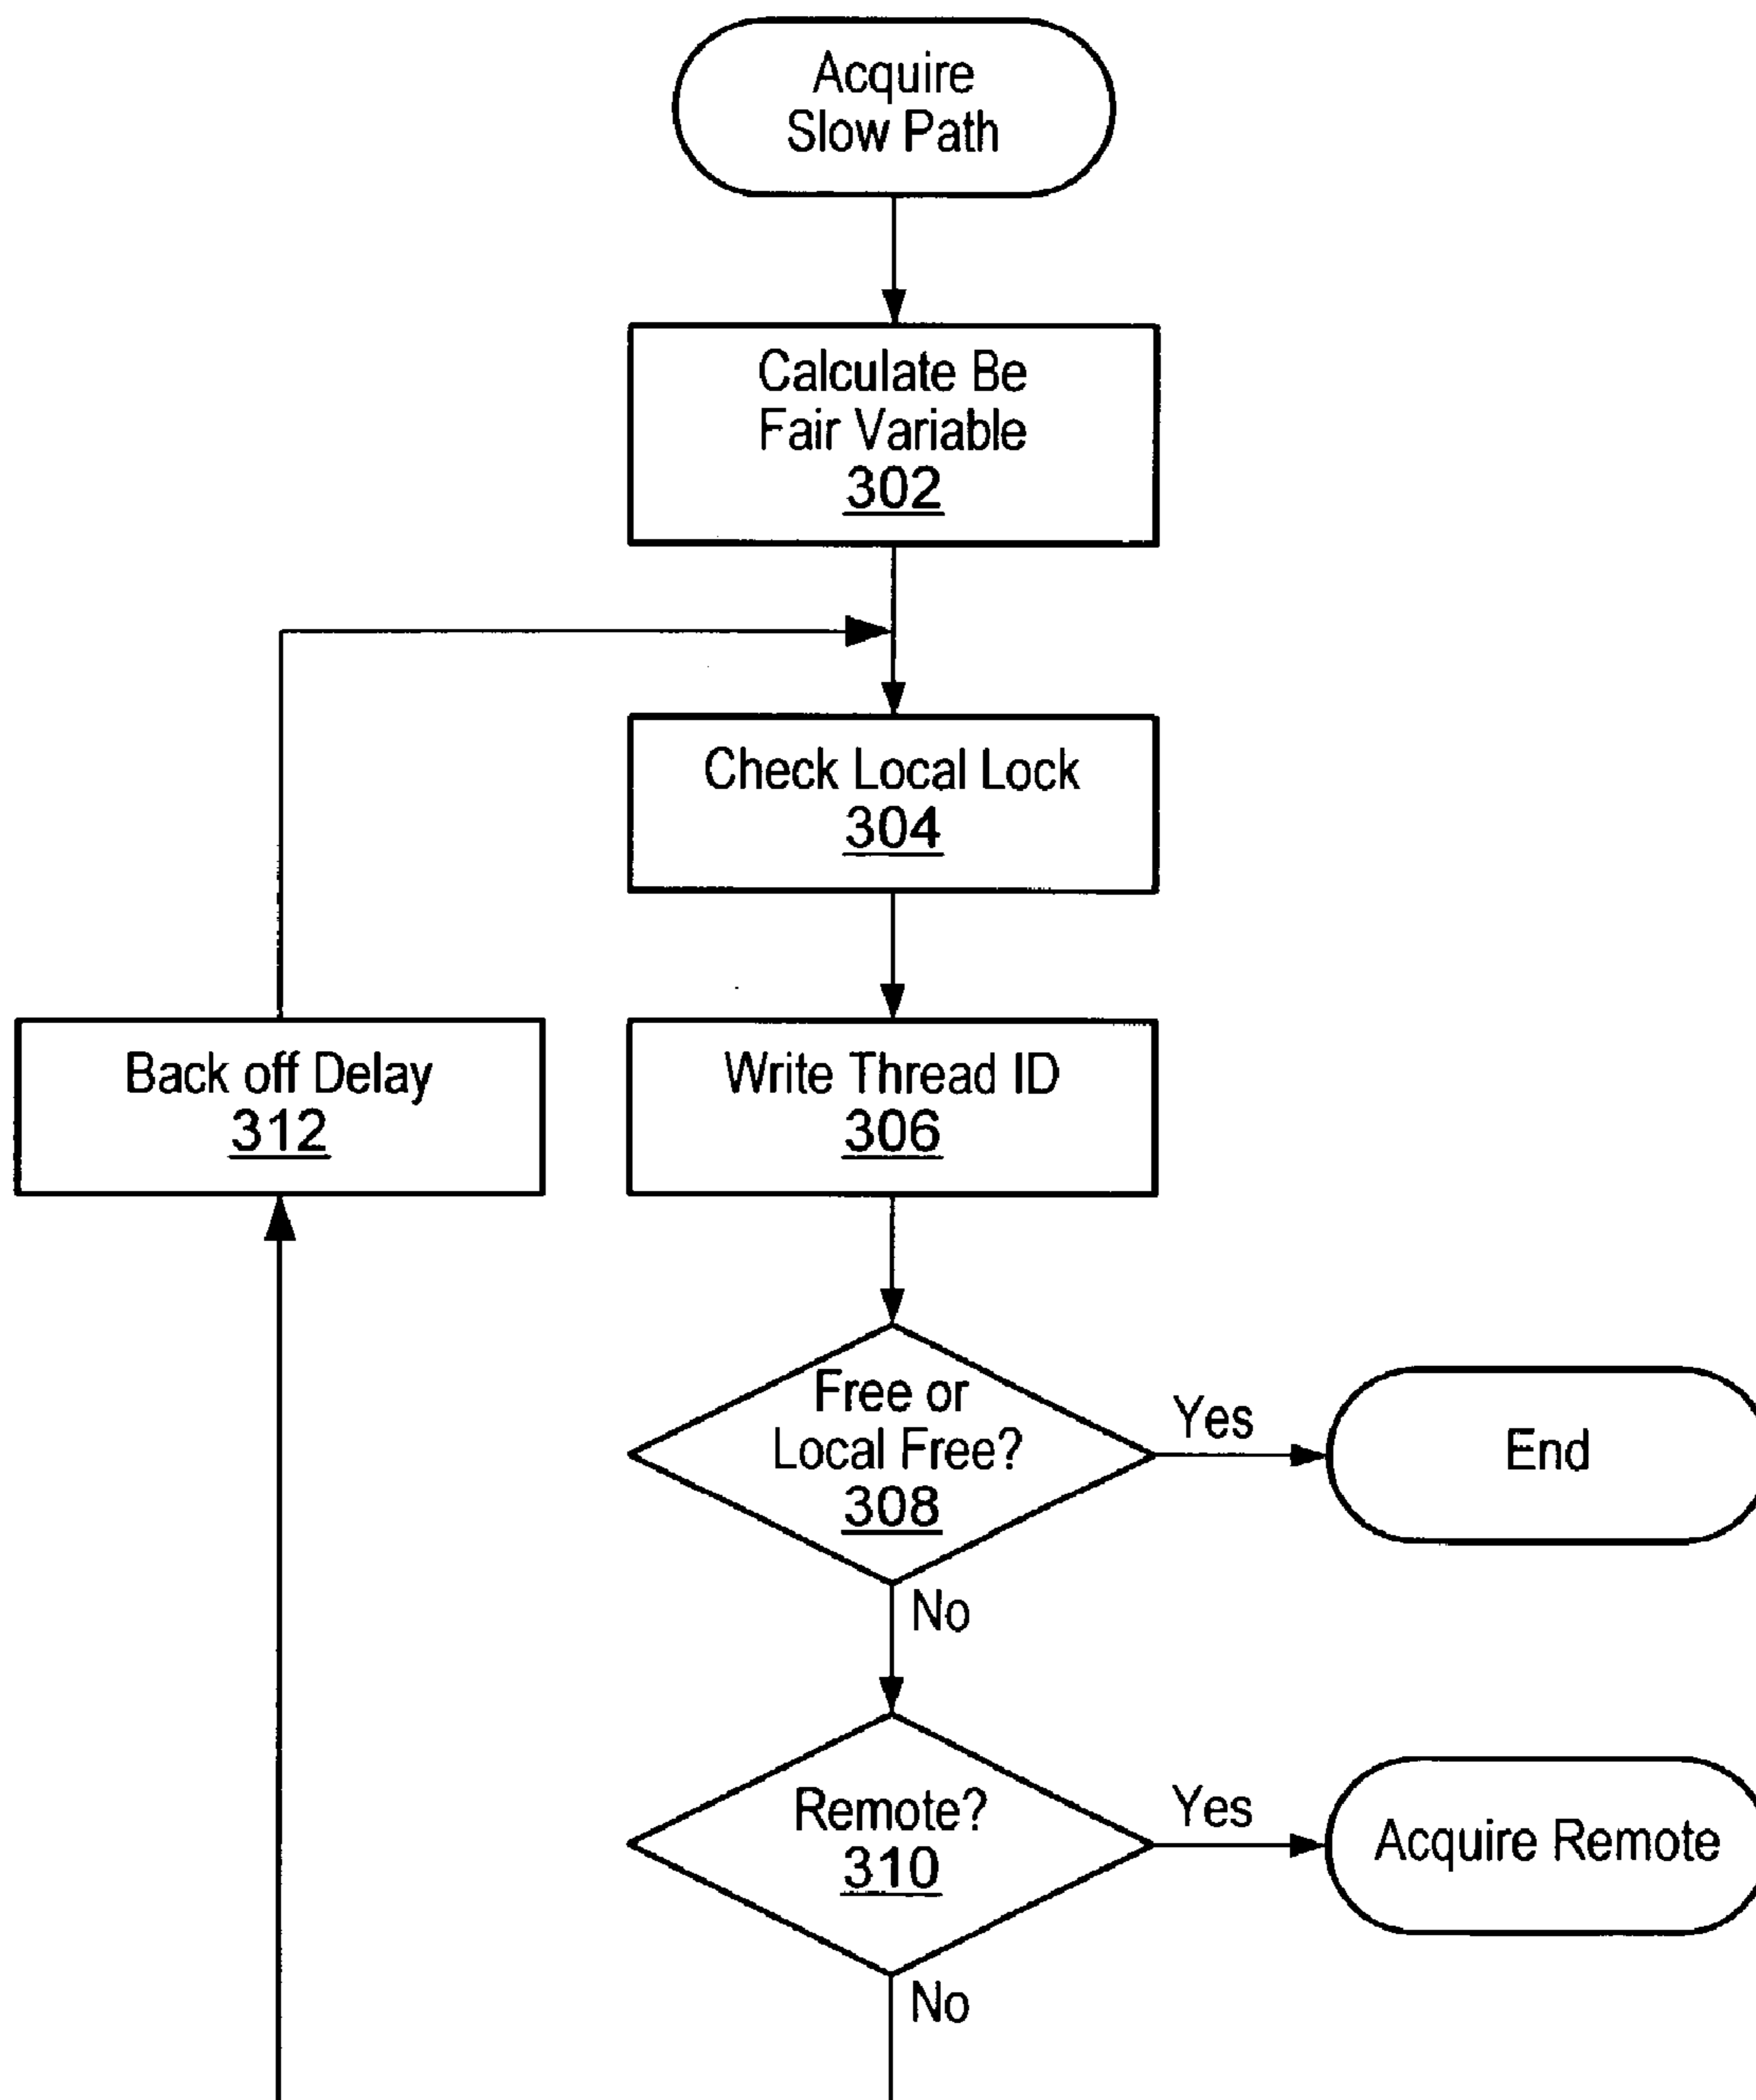 Acquire
Slow Path
Calculate Be
Fair Variable
302
Check Local Lock
304
Back off Delay
312
Write Thread ID
306
Free or
Local Free?
308
Yes
End
No
Remote?
310
Yes
Acquire Remote
No